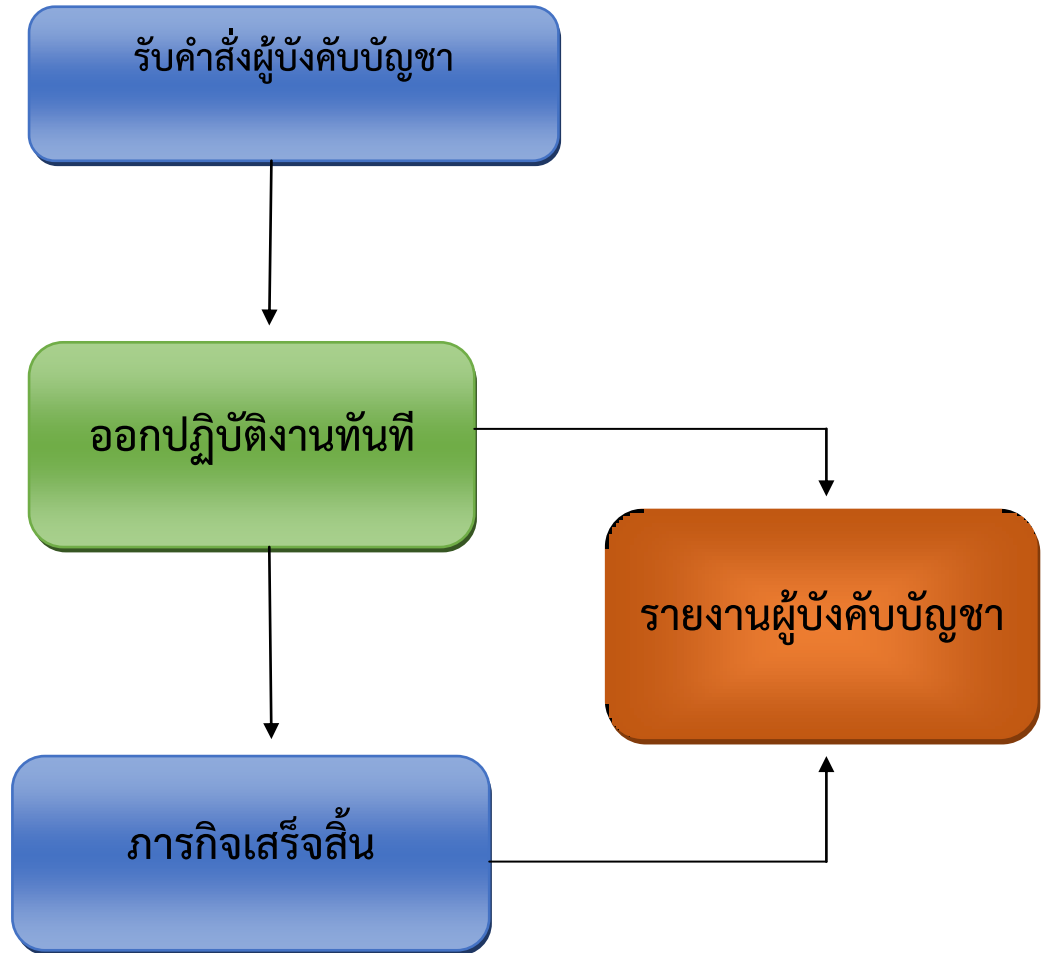 รับคำสั่งผู้บังคับบัญชา
ออกปฏิบัติงานทันที
รายงานผู้บังคับบัญชา
ภารกิจเสร็จสิ้น